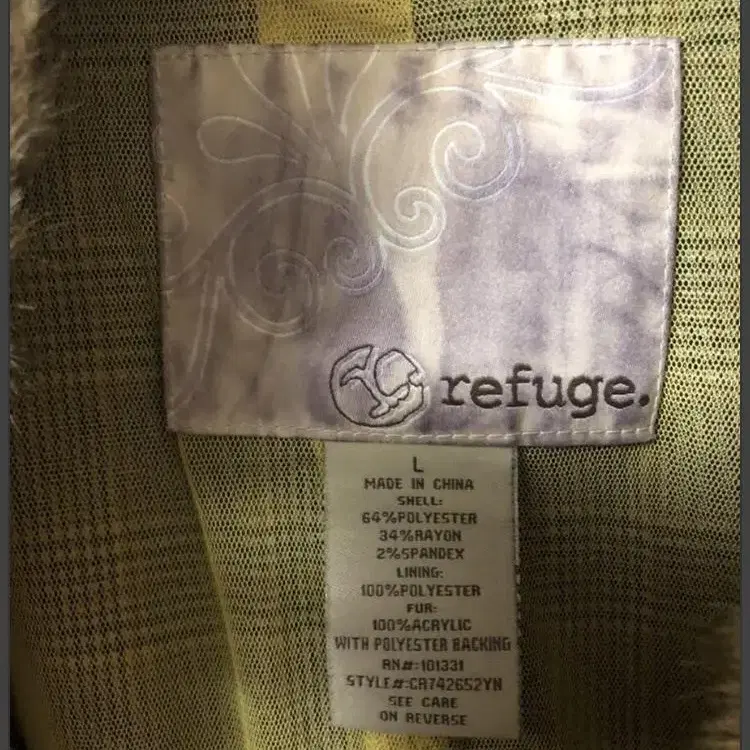 refuge.
L
MADE IN CHINA
SHELL:
64%POLYESTER
34%RAYON
2%SPANDEX
LINING:
100%POLYESTER
FUR:
100%ACRYLIC
WITH POLYESTER BACKING
RN#:101331
STYLE#:CR742652YN
SEE CARE
ON REVERSE